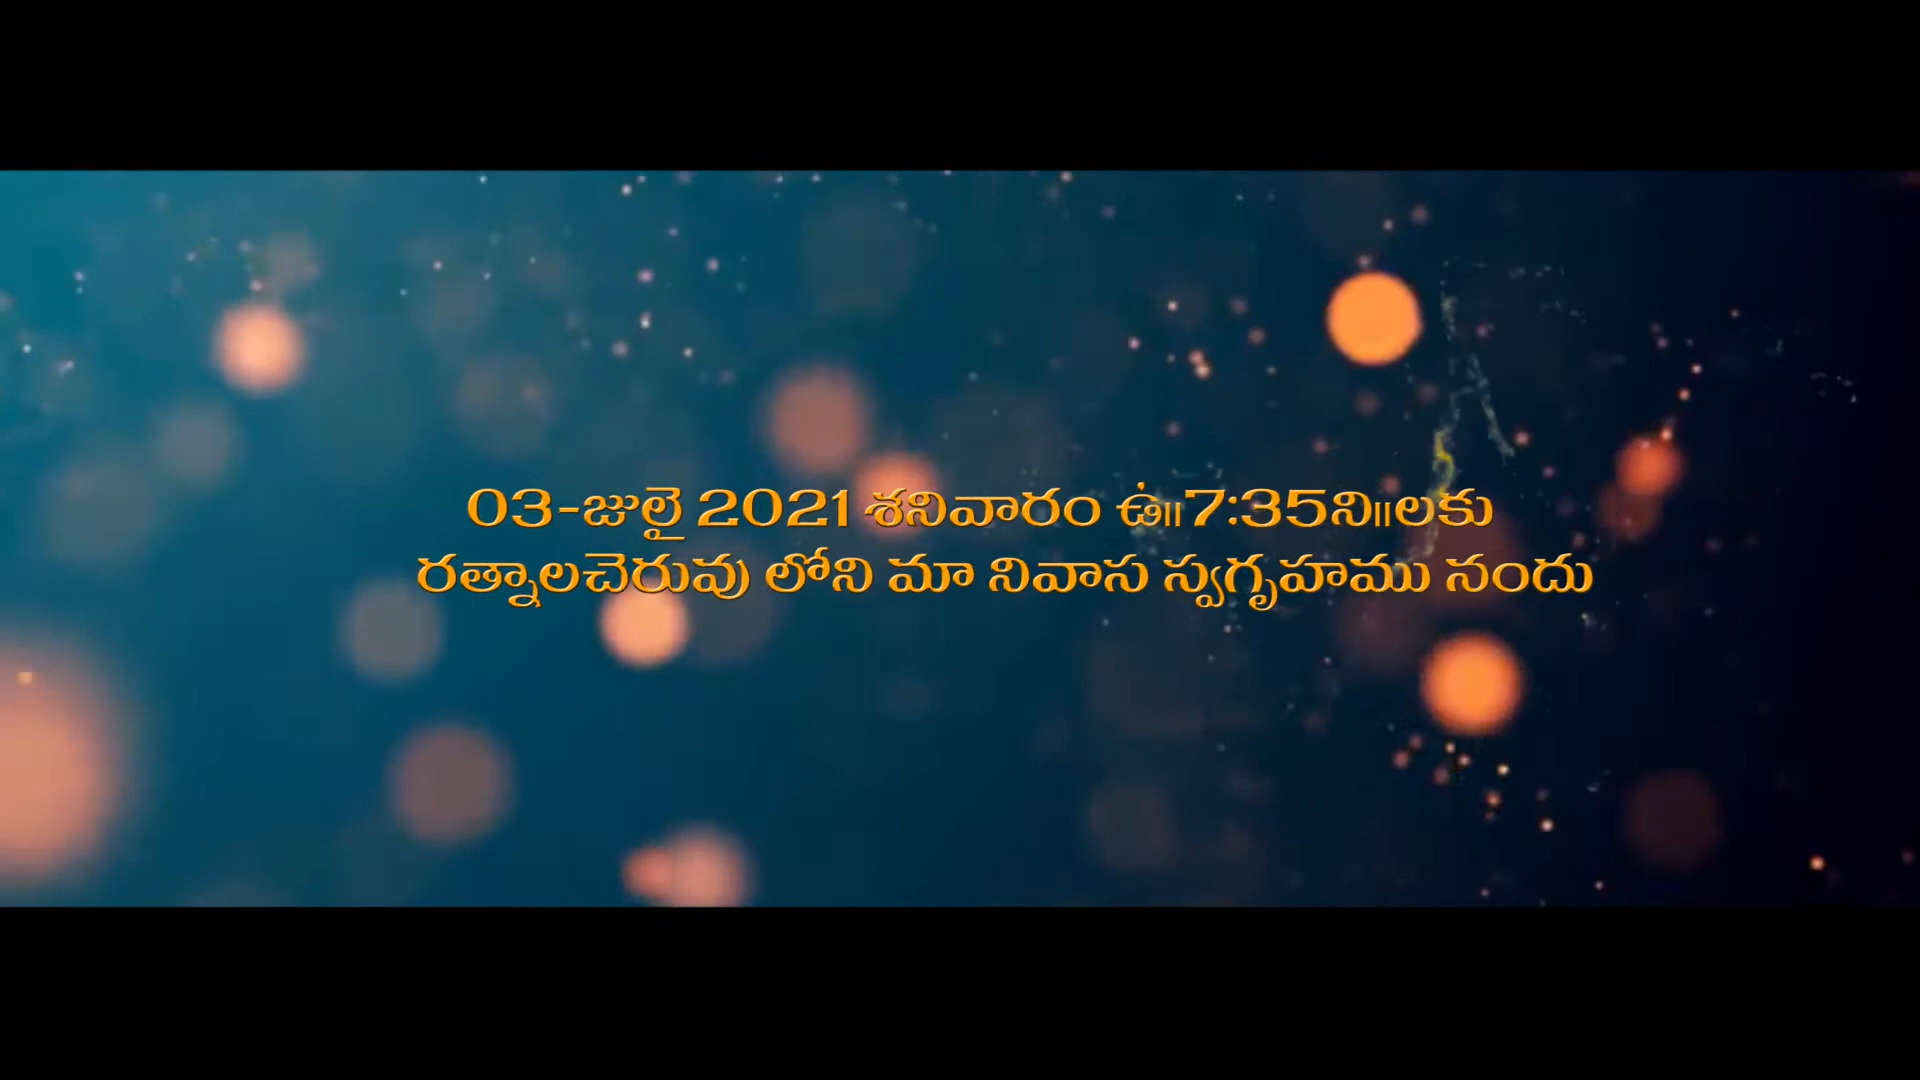 03-జులై 2021 శనివారం ఉ॥7:35ని॥లకు
రత్నాలచెరువు లోని మా నివాస స్వగృహము నందు